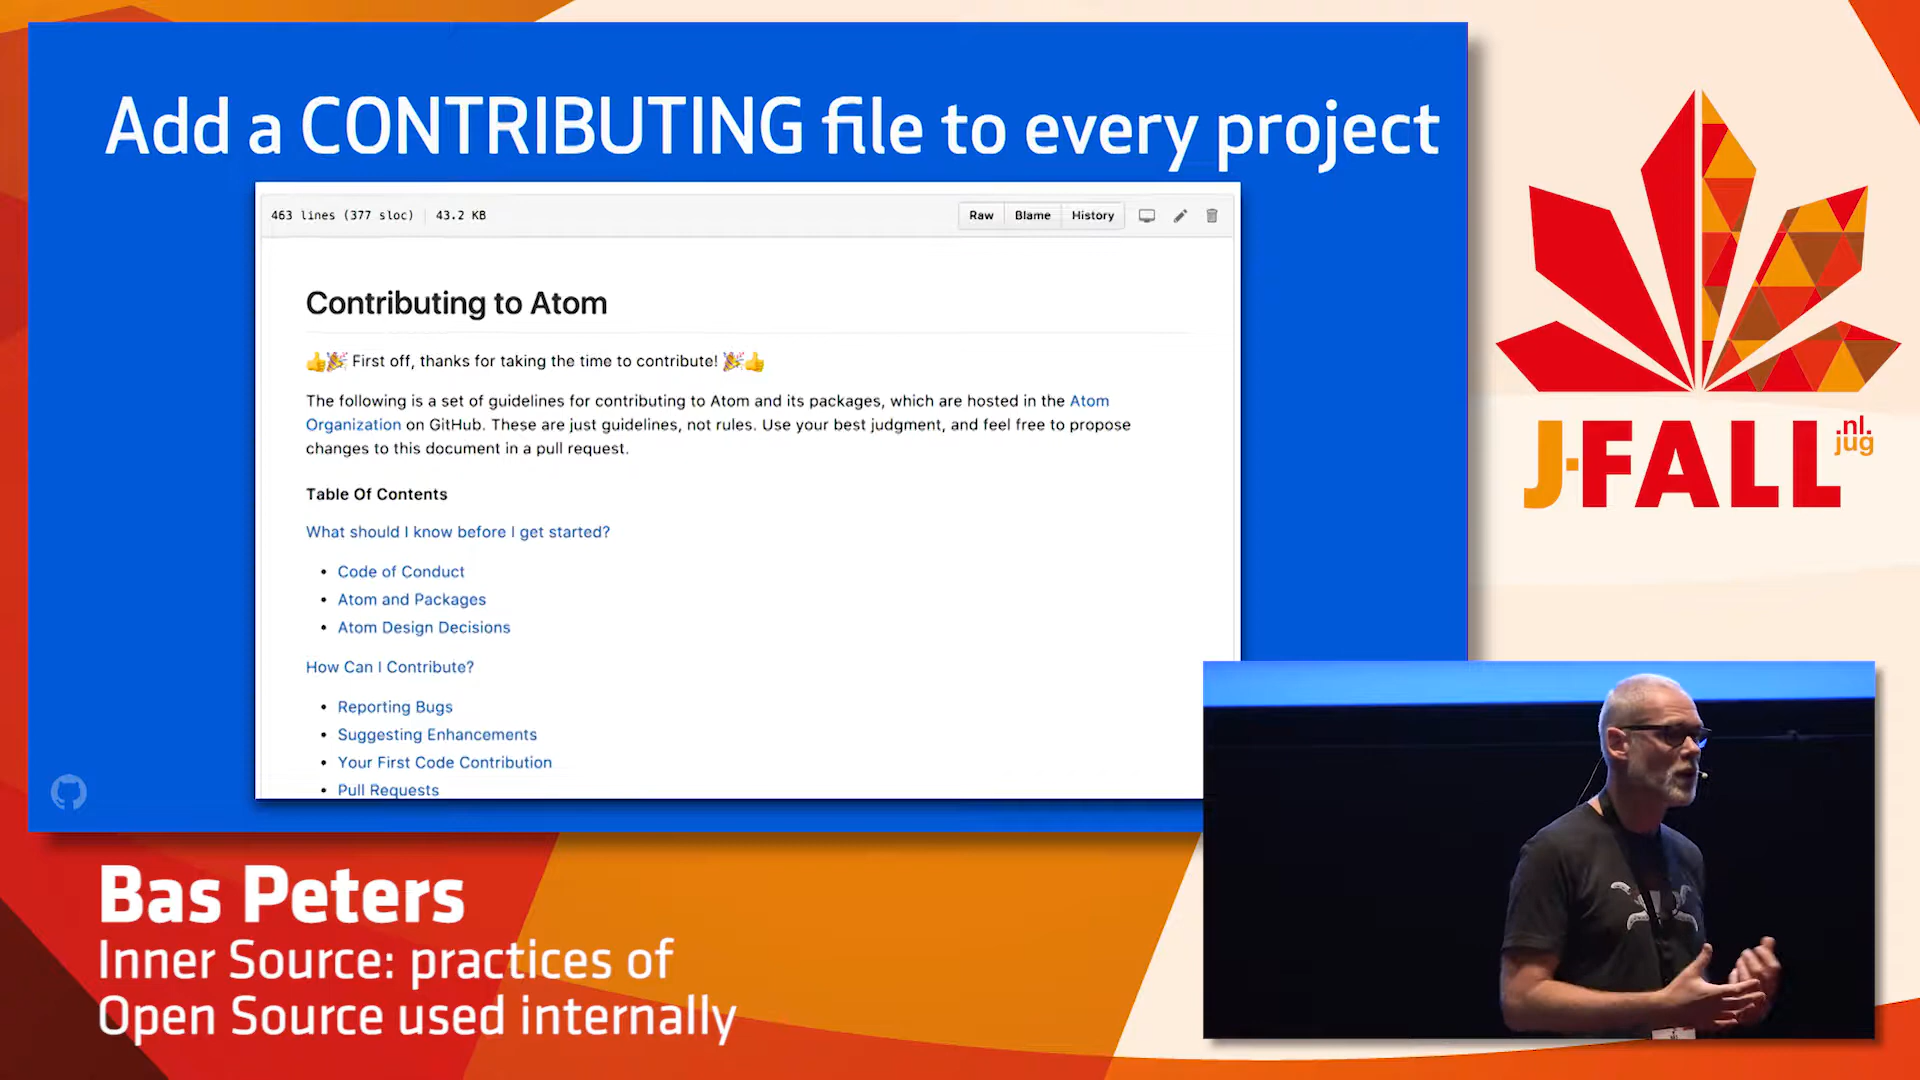 Add a CONTRIBUTING file to every project
463 lines (377 sloc) 43.2 KB
Raw Blame History
Contributing to Atom
👍🎉 First off, thanks for taking the time to contribute! 🎉👍
The following is a set of guidelines for contributing to Atom and its packages, which are hosted in the Atom
Organization on GitHub. These are just guidelines, not rules. Use your best judgment, and feel free to propose
changes to this document in a pull request.
Table Of Contents
What should I know before I get started?
• Code of Conduct
• Atom and Packages
• Atom Design Decisions
How Can I Contribute?
• Reporting Bugs
• Suggesting Enhancements
• Your First Code Contribution
• Pull Requests
J-FALL
.nl.
jug
Bas Peters
Inner Source: practices of
Open Source used internally